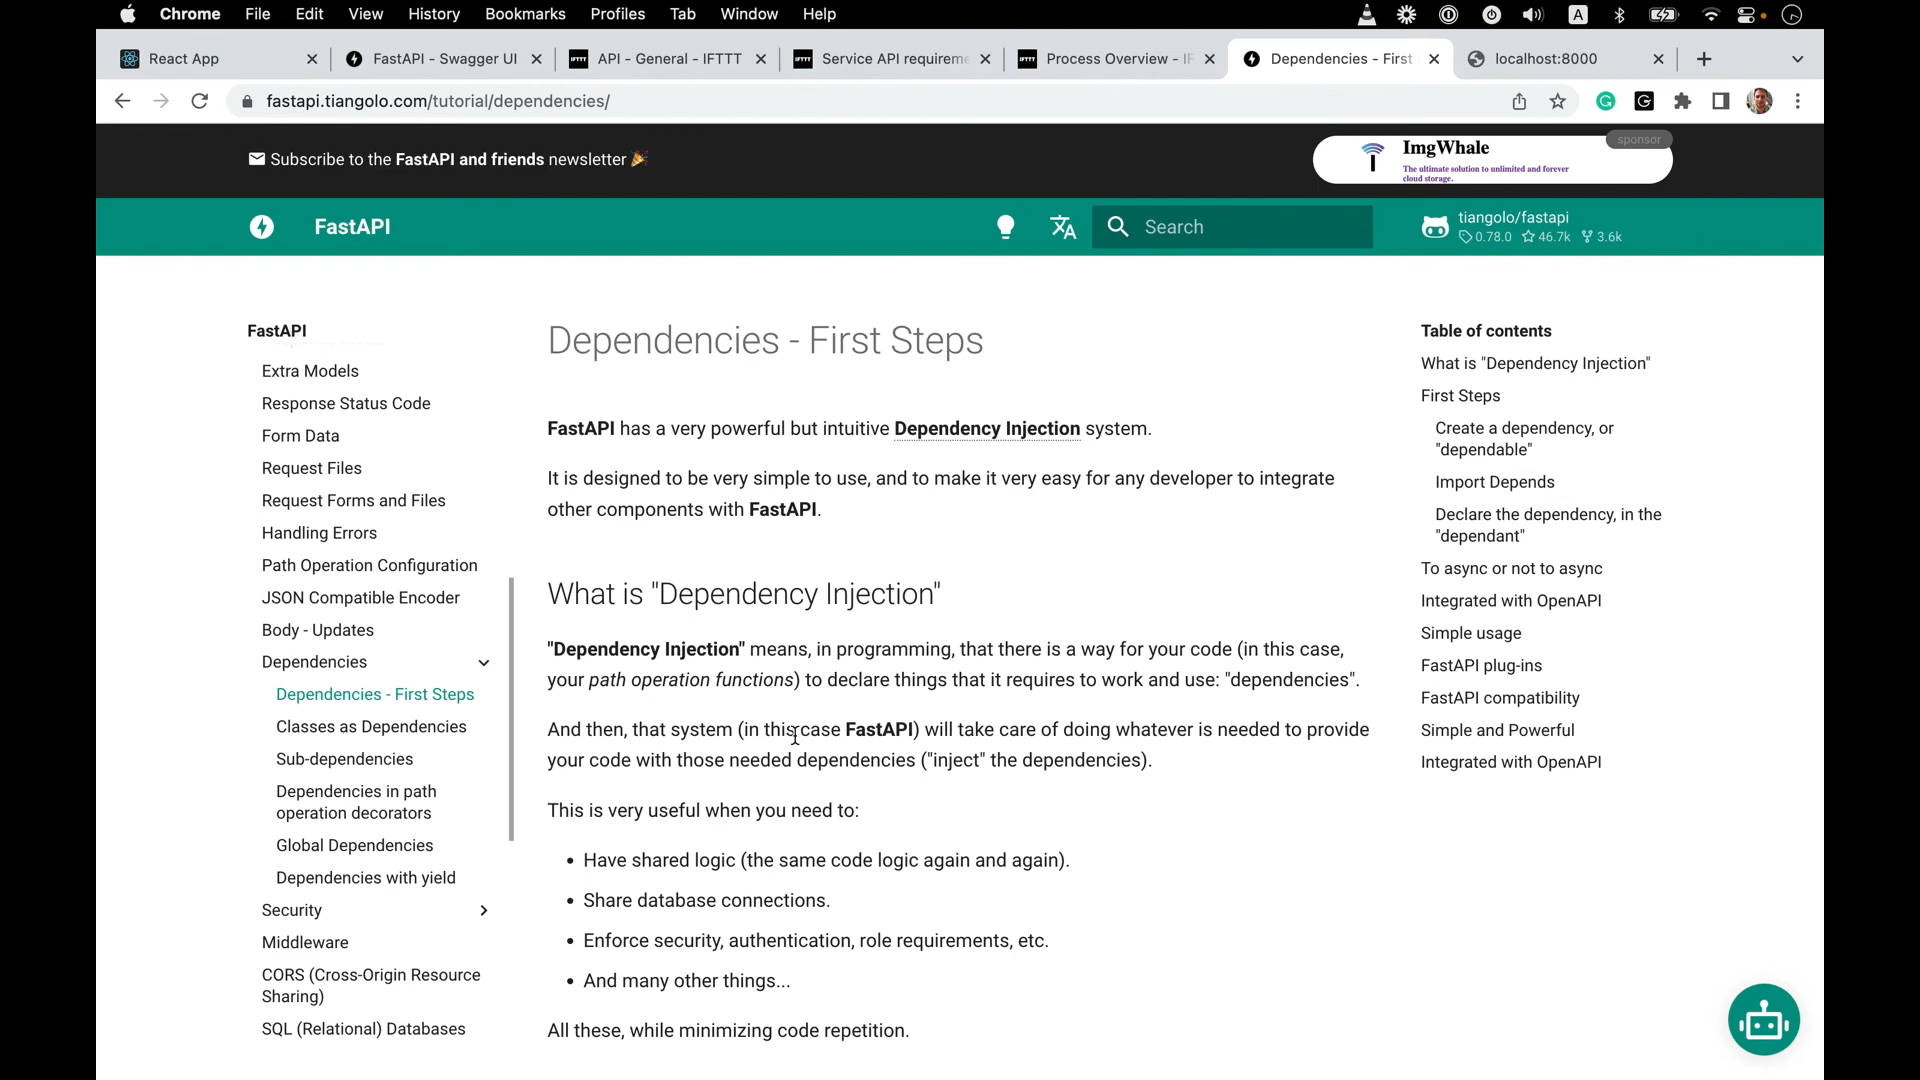 Chrome File Edit View History Bookmarks Profiles Tab Window Help
React App
FastAPI - Swagger UI
API - General - IFTTT
Service API requireme
Process Overview - IF
Dependencies - First
localhost:8000
fastapi.tiangolo.com/tutorial/dependencies/
Subscribe to the FastAPI and friends newsletter 🎉
sponsor
ImgWhale
The ultimate solution to unlimited and forever
cloud storage.
FastAPI
Search
tiangolo/fastapi
0.78.0 46.7k 3.6k
FastAPI
Extra Models
Response Status Code
Form Data
Request Files
Request Forms and Files
Handling Errors
Path Operation Configuration
JSON Compatible Encoder
Body - Updates
Dependencies
Dependencies - First Steps
Classes as Dependencies
Sub-dependencies
Dependencies in path
operation decorators
Global Dependencies
Dependencies with yield
Security
Middleware
CORS (Cross-Origin Resource
Sharing)
SQL (Relational) Databases
Dependencies - First Steps
FastAPI has a very powerful but intuitive Dependency Injection system.
It is designed to be very simple to use, and to make it very easy for any developer to integrate
other components with FastAPI.
What is "Dependency Injection"
"Dependency Injection" means, in programming, that there is a way for your code (in this case,
your path operation functions) to declare things that it requires to work and use: "dependencies".
And then, that system (in this case FastAPI) will take care of doing whatever is needed to provide
your code with those needed dependencies ("inject" the dependencies).
This is very useful when you need to:
• Have shared logic (the same code logic again and again).
• Share database connections.
• Enforce security, authentication, role requirements, etc.
• And many other things...
All these, while minimizing code repetition.
Table of contents
What is "Dependency Injection"
First Steps
Create a dependency, or
"dependable"
Import Depends
Declare the dependency, in the
"dependant"
To async or not to async
Integrated with OpenAPI
Simple usage
FastAPI plug-ins
FastAPI compatibility
Simple and Powerful
Integrated with OpenAPI